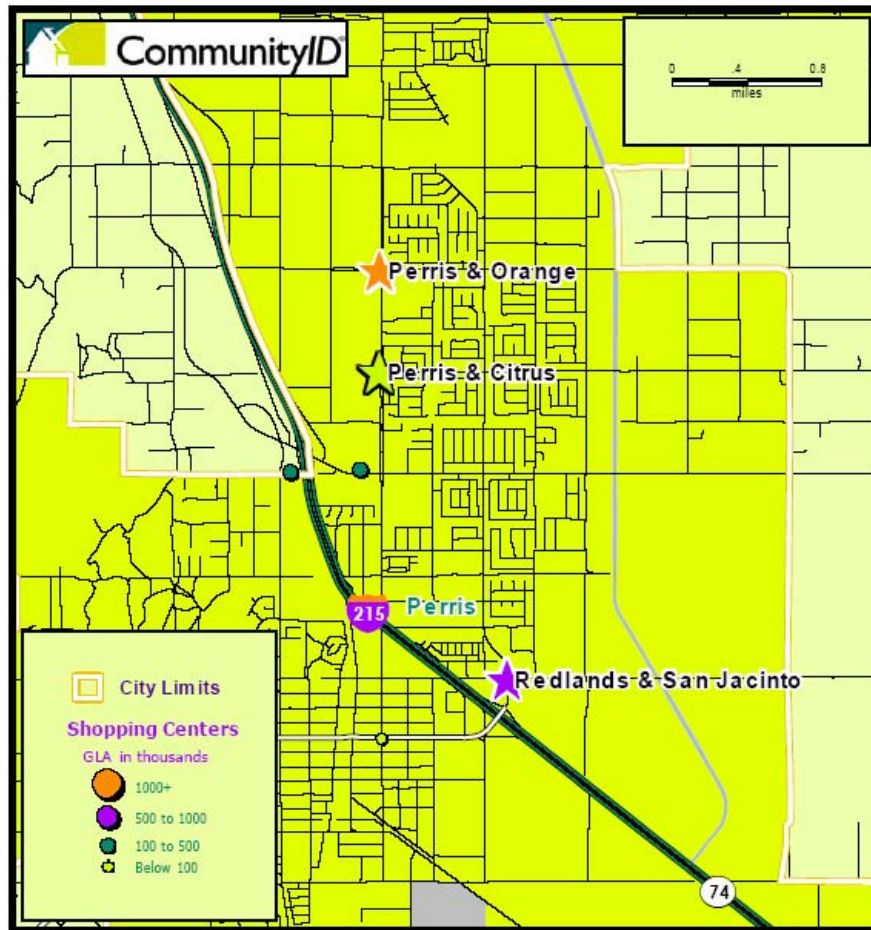 CommunityID®
0 .4 0.8
miles
Perris & Orange
Perris & Citrus
215
Perris
Redlands & San Jacinto
City Limits
Shopping Centers
GLA in thousands
1000+
500 to 1000
100 to 500
Below 100
74